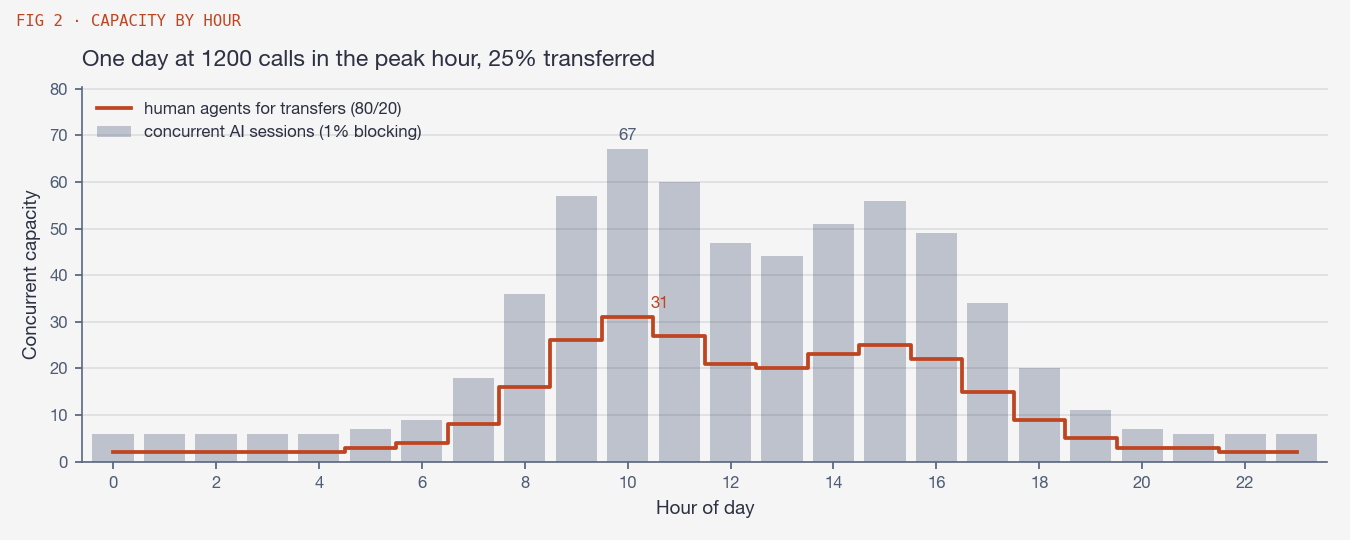 FIG 2 · CAPACITY BY HOUR
One day at 1200 calls in the peak hour, 25% transferred
human agents for transfers (80/20)
concurrent AI sessions (1% blocking)
Concurrent capacity
80
70
60
50
40
30
20
10
0
67
31
0 2 4 6 8 10 12 14 16 18 20 22
Hour of day